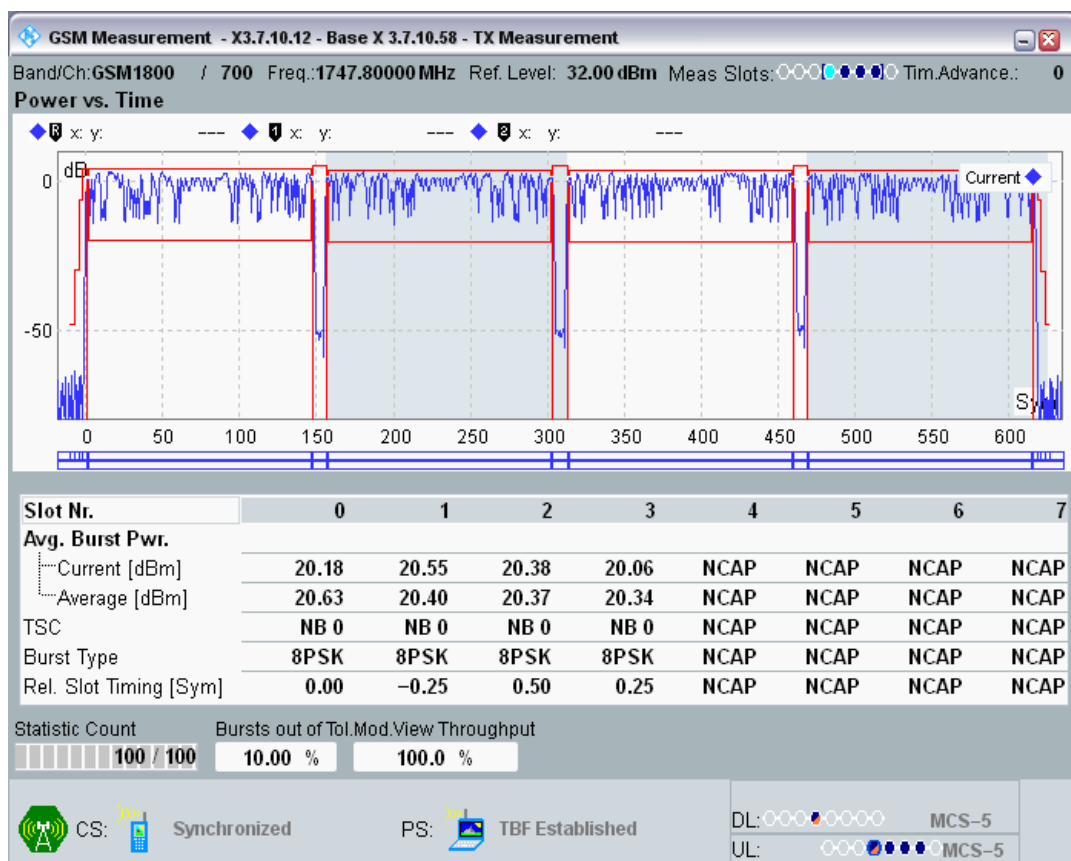 GSM Measurement - X3.7.10.12 - Base X 3.7.10.58 - TX Measurement
Band/Ch:GSM1800 / 700 Freq.:1747.80000 MHz Ref. Level: 32.00 dBm Meas Slots: Tim.Advance.: 0
Power vs. Time
R x: y: --- 1 x: y: --- 2 x: y: ---
dB
Current
0
-50
0 50 100 150 200 250 300 350 400 450 500 550 600
Slot Nr. 0 1 2 3 4 5 6 7
Avg. Burst Pwr.
Current [dBm] 20.18 20.55 20.38 20.06 NCAP NCAP NCAP NCAP
Average [dBm] 20.63 20.40 20.37 20.34 NCAP NCAP NCAP NCAP
TSC NB 0 NB 0 NB 0 NB 0 NCAP NCAP NCAP NCAP
Burst Type 8PSK 8PSK 8PSK 8PSK NCAP NCAP NCAP NCAP
Rel. Slot Timing [Sym] 0.00 −0.25 0.50 0.25 NCAP NCAP NCAP NCAP
Statistic Count Bursts out of Tol.Mod.View Throughput
100 / 100 10.00 % 100.0 %
CS: Synchronized PS: TBF Established
DL: MCS−5
UL: MCS−5